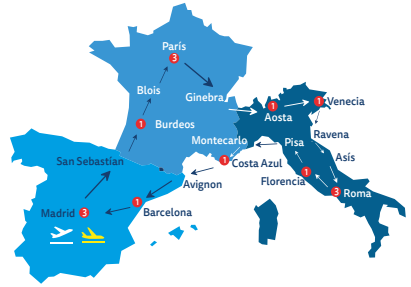 París
3
Blois
Ginebra
1
Burdeos
1
Aosta
1
Venecia
Ravena
Montecarlo
Pisa
Asís
San Sebastián
1
Costa Azul
Avignon
Florencia
1
3
Roma
Madrid
3
1
Barcelona